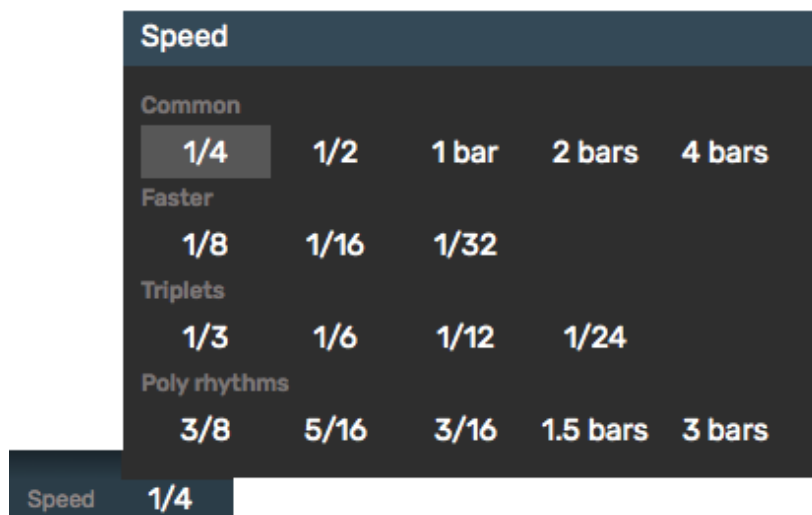 Speed
Common
1/4 1/2 1 bar 2 bars 4 bars
Faster
1/8 1/16 1/32
Triplets
1/3 1/6 1/12 1/24
Poly rhythms
3/8 5/16 3/16 1.5 bars 3 bars
Speed 1/4